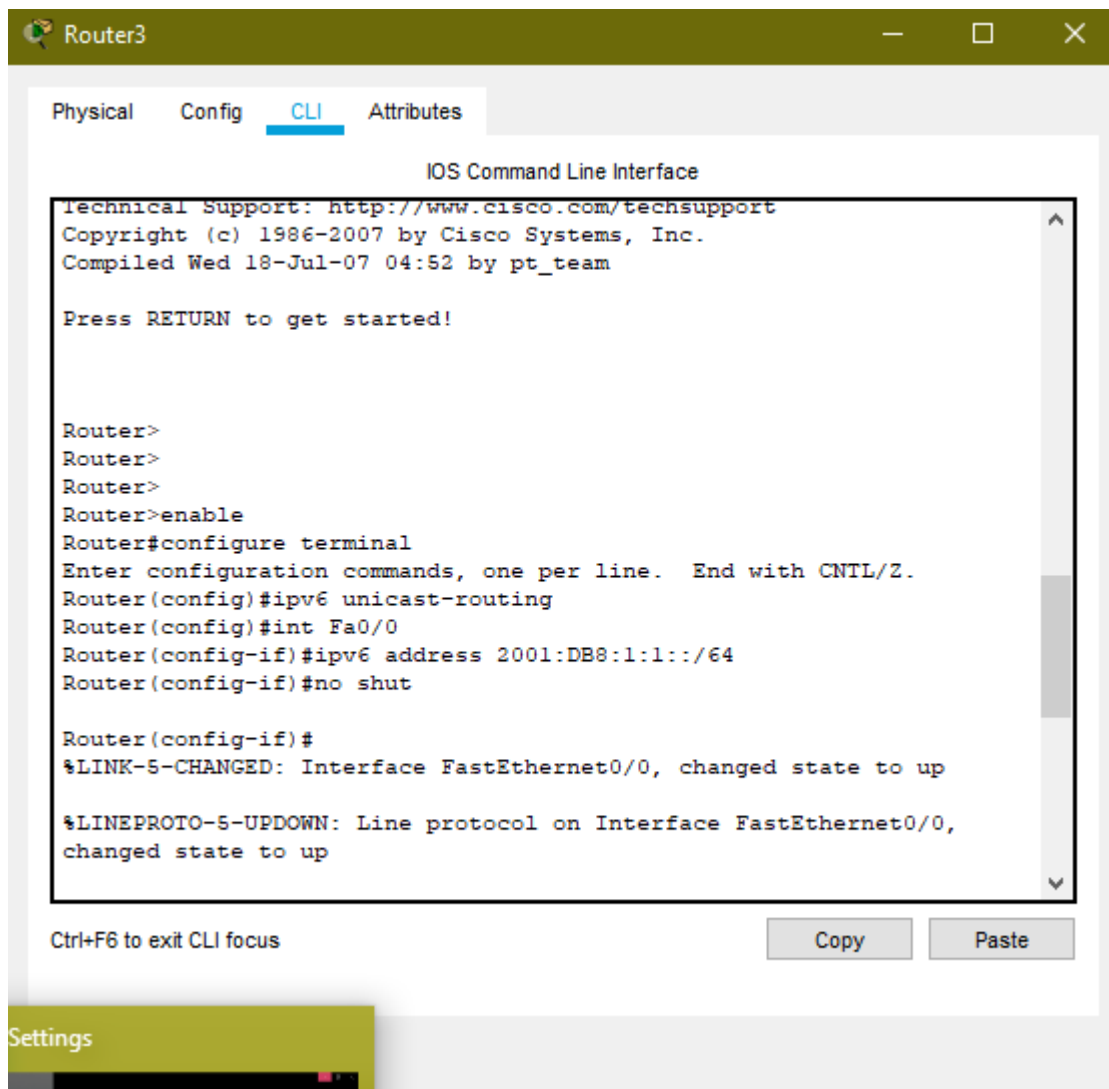 Router3
Physical Config CLI Attributes
IOS Command Line Interface
Technical Support: http://www.cisco.com/techsupport
Copyright (c) 1986-2007 by Cisco Systems, Inc.
Compiled Wed 18-Jul-07 04:52 by pt_team
Press RETURN to get started!
Router>
Router>
Router>
Router>enable
Router#configure terminal
Enter configuration commands, one per line.  End with CNTL/Z.
Router(config)#ipv6 unicast-routing
Router(config)#int Fa0/0
Router(config-if)#ipv6 address 2001:DB8:1:1::/64
Router(config-if)#no shut
Router(config-if)#
%LINK-5-CHANGED: Interface FastEthernet0/0, changed state to up
%LINEPROTO-5-UPDOWN: Line protocol on Interface FastEthernet0/0,
changed state to up
Ctrl+F6 to exit CLI focus
Copy Paste
Settings